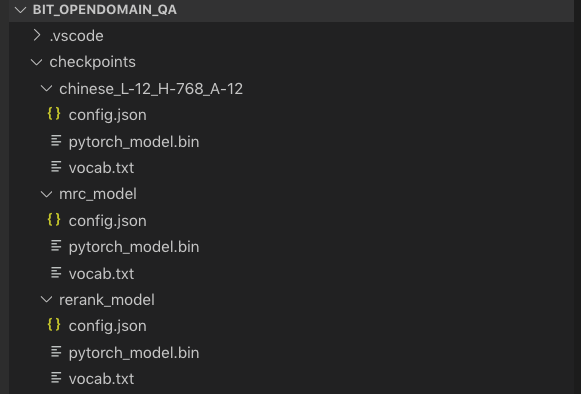 BIT_OPENDOMAIN_QA
.vscode
checkpoints
chinese_L-12_H-768_A-12
{} config.json
pytorch_model.bin
vocab.txt
mrc_model
{} config.json
pytorch_model.bin
vocab.txt
rerank_model
{} config.json
pytorch_model.bin
vocab.txt